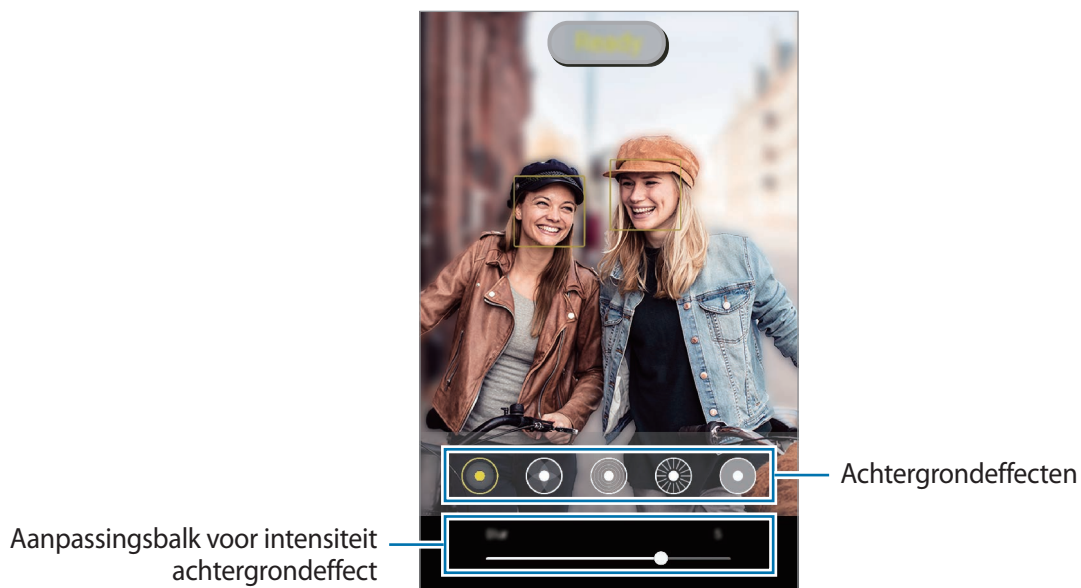 Ready
Achtergrondeffecten
Aanpassingsbalk voor intensiteit
achtergrondeffect